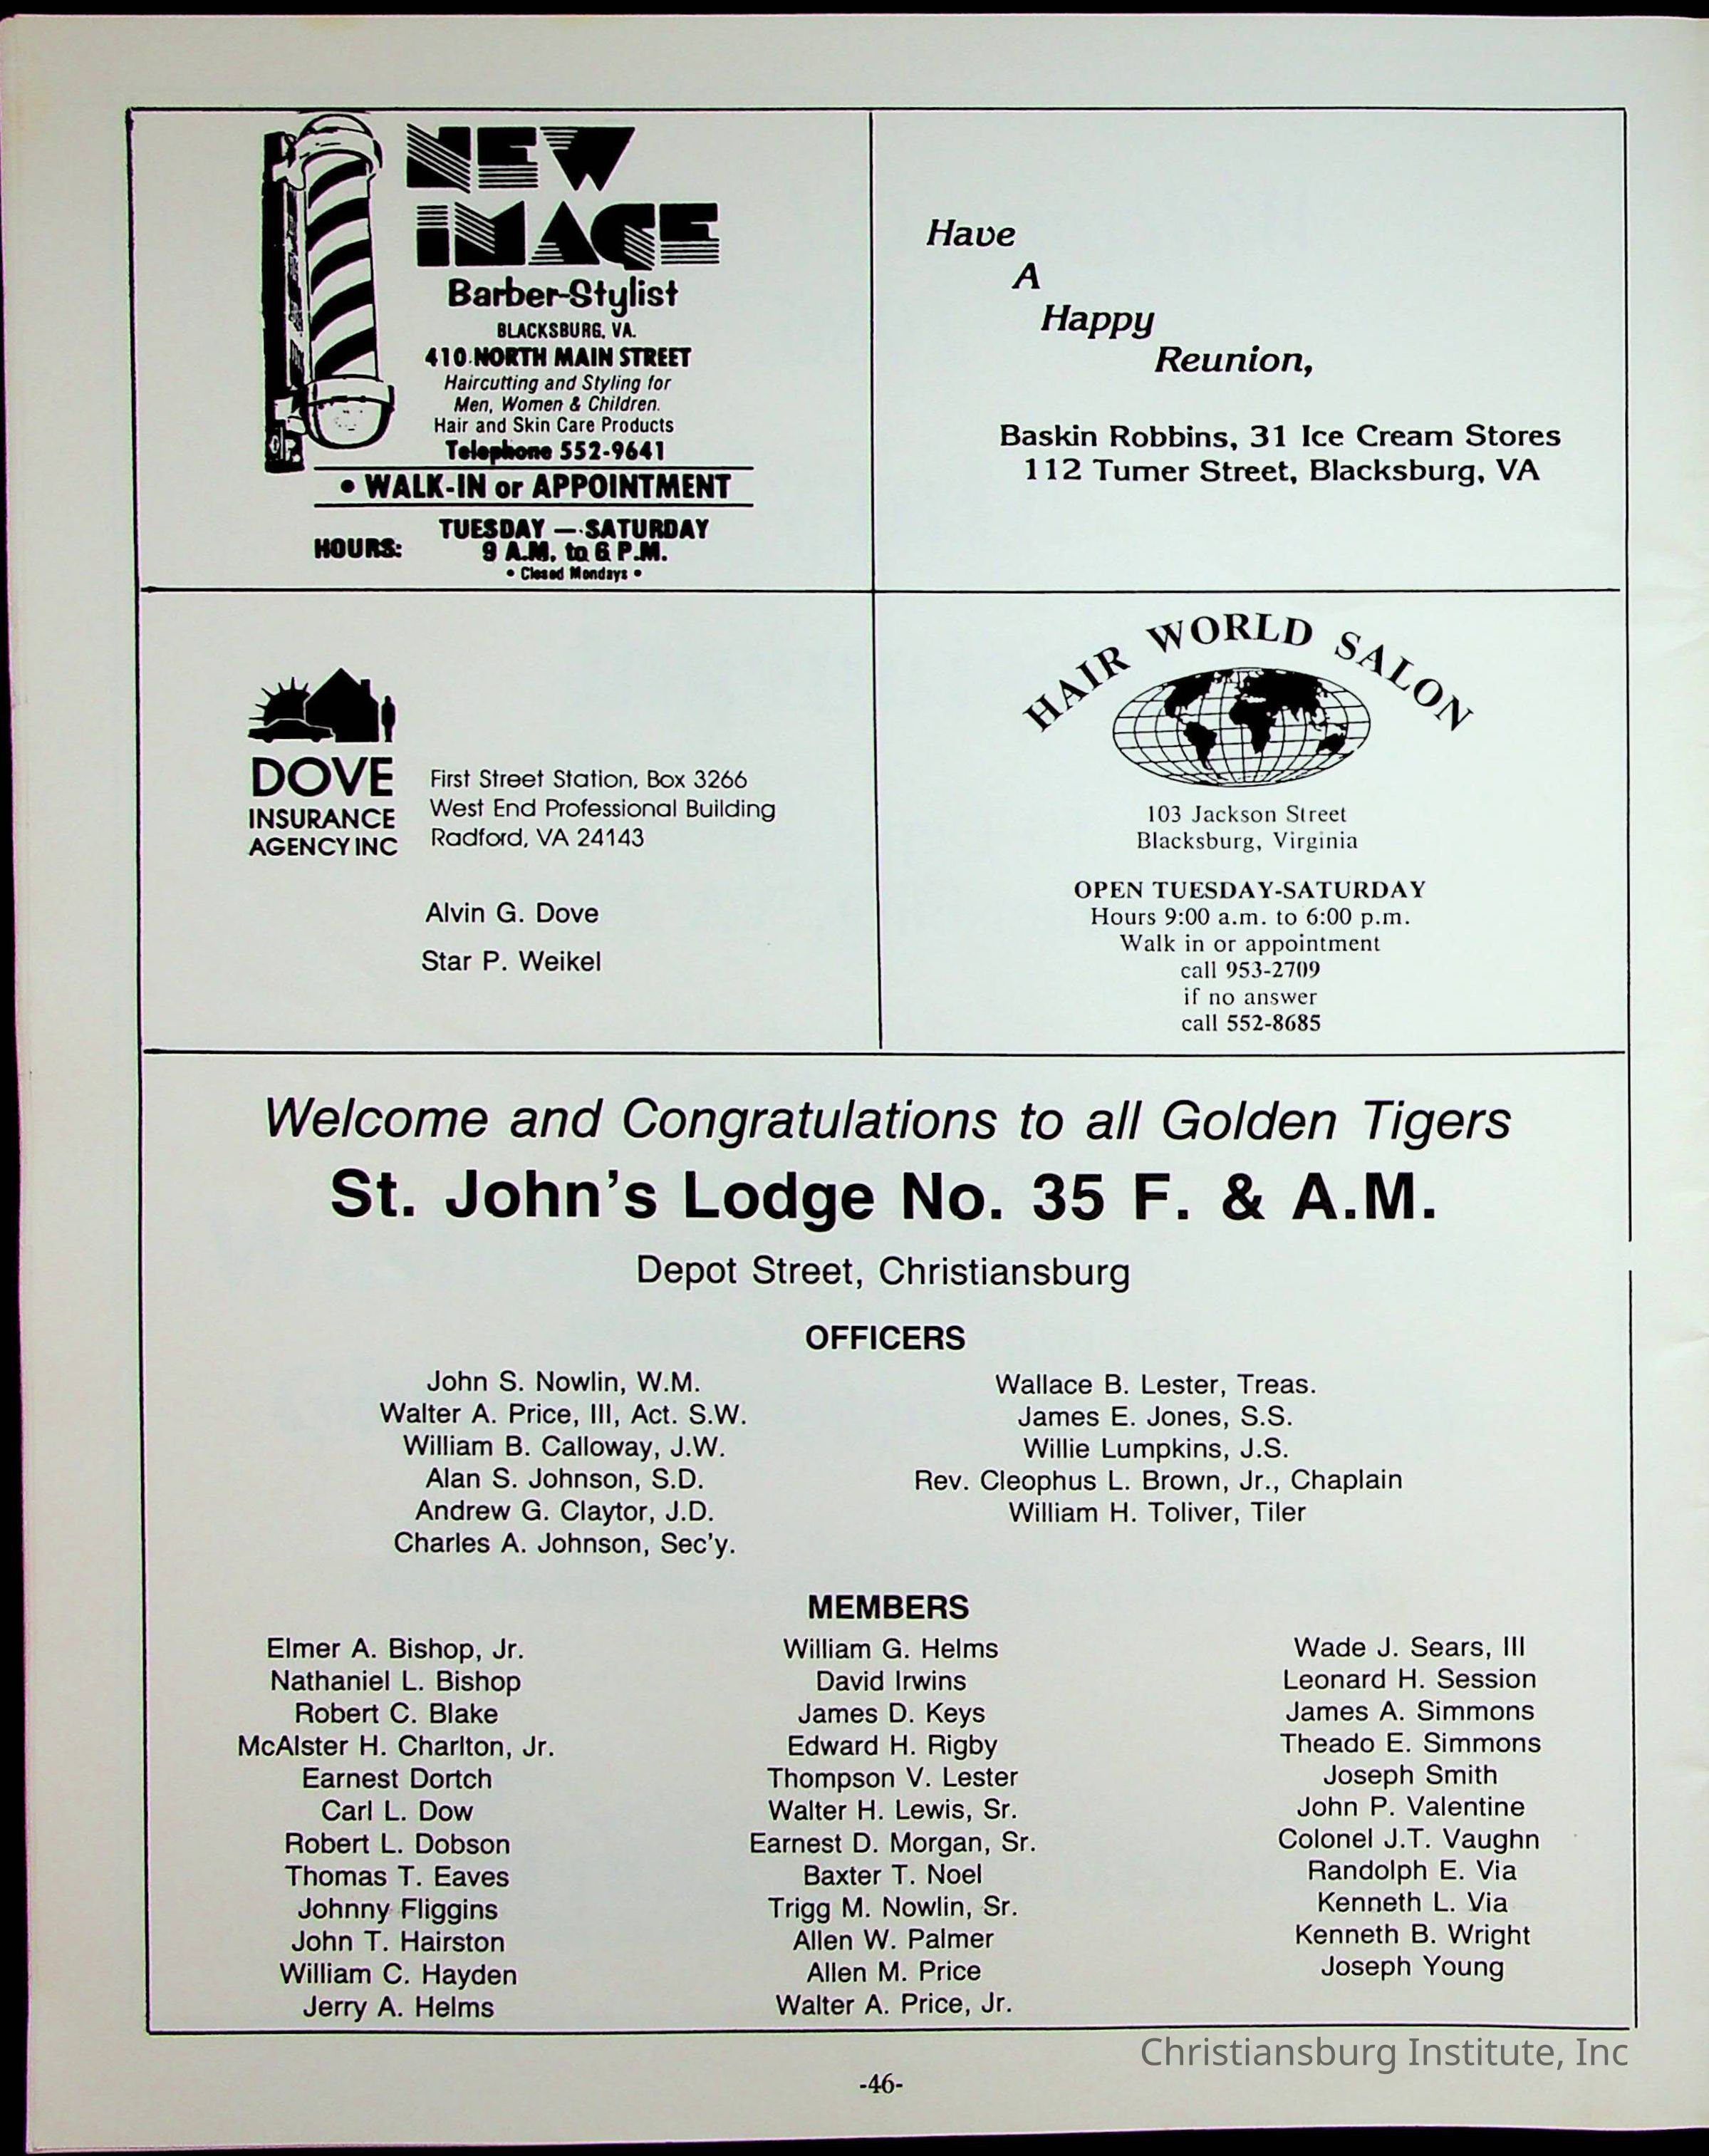 NEW
IMAGE
Barber-Stylist
BLACKSBURG, VA.
410 NORTH MAIN STREET
Haircutting and Styling for
Men, Women & Children.
Hair and Skin Care Products
Telephone 552-9641
• WALK-IN or APPOINTMENT
HOURS:
TUESDAY — SATURDAY
9 A.M. to 6 P.M.
• Closed Mondays •
Have
A
Happy
Reunion,
Baskin Robbins, 31 Ice Cream Stores
112 Turner Street, Blacksburg, VA
DOVE
INSURANCE
AGENCY INC
First Street Station, Box 3266
West End Professional Building
Radford, VA 24143
Alvin G. Dove
Star P. Weikel
HAIR WORLD SALON
103 Jackson Street
Blacksburg, Virginia
OPEN TUESDAY-SATURDAY
Hours 9:00 a.m. to 6:00 p.m.
Walk in or appointment
call 953-2709
if no answer
call 552-8685
Welcome and Congratulations to all Golden Tigers
St. John's Lodge No. 35 F. & A.M.
Depot Street, Christiansburg
OFFICERS
John S. Nowlin, W.M.
Walter A. Price, III, Act. S.W.
William B. Calloway, J.W.
Alan S. Johnson, S.D.
Andrew G. Claytor, J.D.
Charles A. Johnson, Sec'y.
Wallace B. Lester, Treas.
James E. Jones, S.S.
Willie Lumpkins, J.S.
Rev. Cleophus L. Brown, Jr., Chaplain
William H. Toliver, Tiler
MEMBERS
Elmer A. Bishop, Jr.
Nathaniel L. Bishop
Robert C. Blake
McAlster H. Charlton, Jr.
Earnest Dortch
Carl L. Dow
Robert L. Dobson
Thomas T. Eaves
Johnny Fliggins
John T. Hairston
William C. Hayden
Jerry A. Helms
William G. Helms
David Irwins
James D. Keys
Edward H. Rigby
Thompson V. Lester
Walter H. Lewis, Sr.
Earnest D. Morgan, Sr.
Baxter T. Noel
Trigg M. Nowlin, Sr.
Allen W. Palmer
Allen M. Price
Walter A. Price, Jr.
Wade J. Sears, III
Leonard H. Session
James A. Simmons
Theado E. Simmons
Joseph Smith
John P. Valentine
Colonel J.T. Vaughn
Randolph E. Via
Kenneth L. Via
Kenneth B. Wright
Joseph Young
Christiansburg Institute, Inc
-46-